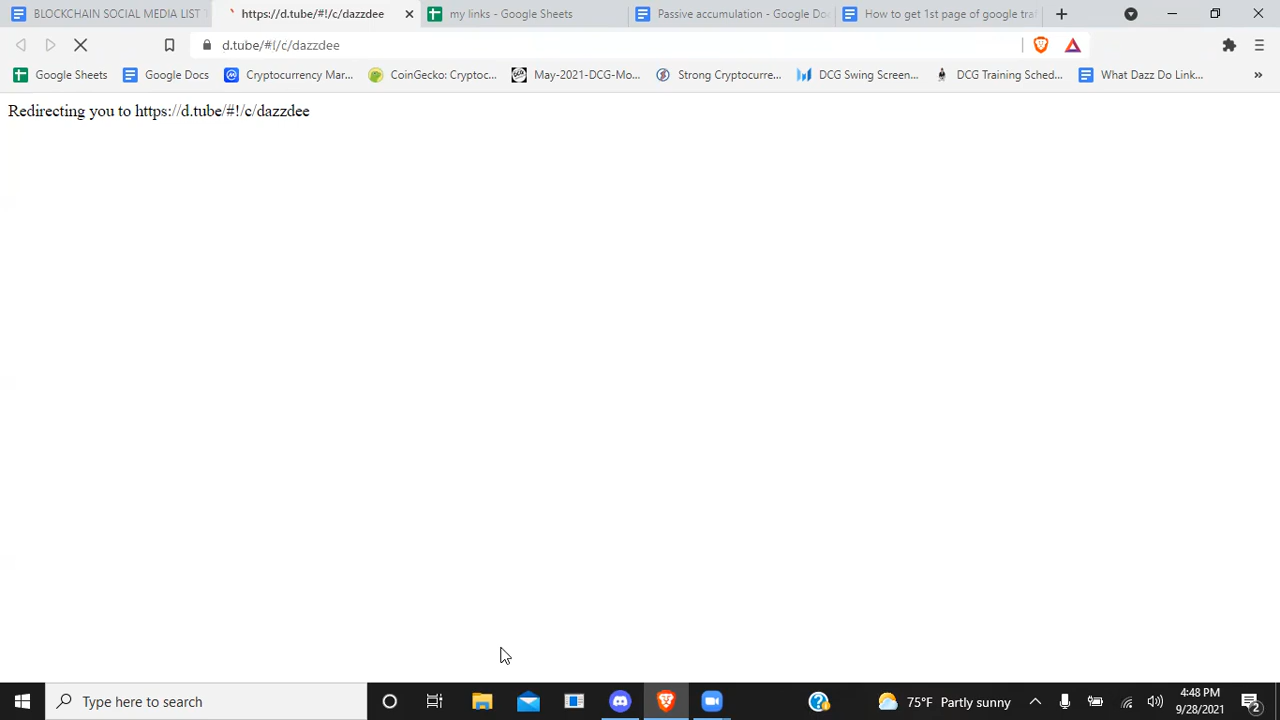 BLOCKCHAIN SOCIAL MEDIA LIST
https://d.tube/#!/c/dazzdee
my links - Google Sheets
Passive accumulation - Google Doc
How to get 1st page of google tra
d.tube/#!/c/dazzdee
Google Sheets
Google Docs
Cryptocurrency Mar...
CoinGecko: Cryptoc...
May-2021-DCG-Mo...
Strong Cryptocurre...
DCG Swing Screen...
DCG Training Sched...
What Dazz Do Link...
»
Redirecting you to https://d.tube/#!/c/dazzdee
Type here to search
75°F Partly sunny
4:48 PM
9/28/2021
2